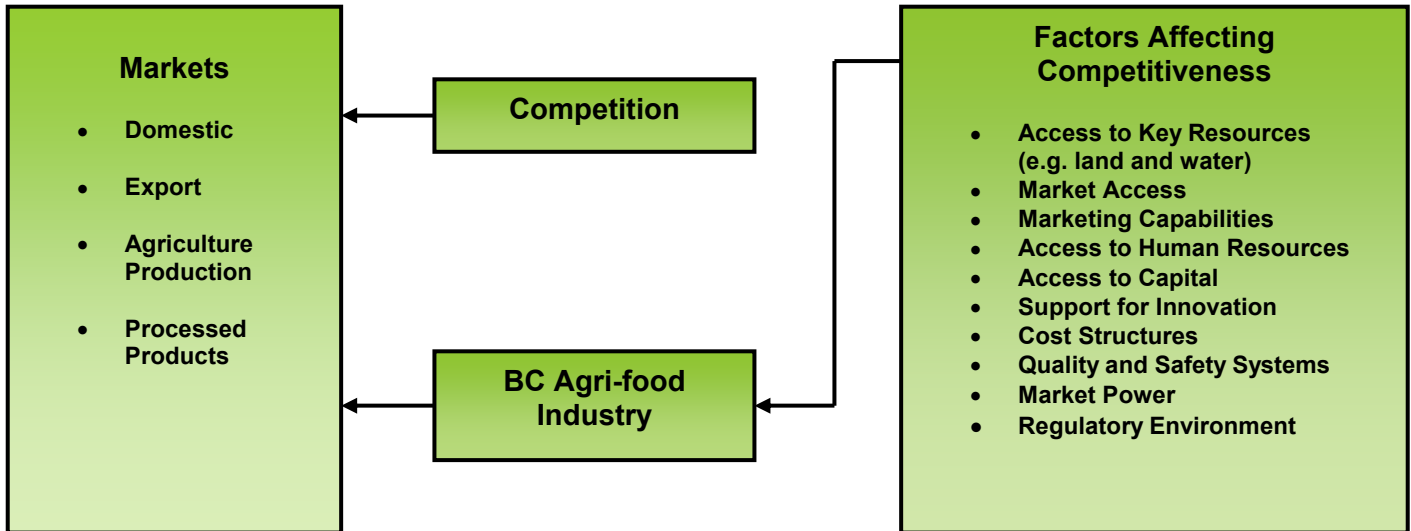 Markets
• Domestic
• Export
• Agriculture
Production
• Processed
Products
Competition
BC Agri-food
Industry
Factors Affecting
Competitiveness
• Access to Key Resources
(e.g. land and water)
• Market Access
• Marketing Capabilities
• Access to Human Resources
• Access to Capital
• Support for Innovation
• Cost Structures
• Quality and Safety Systems
• Market Power
• Regulatory Environment